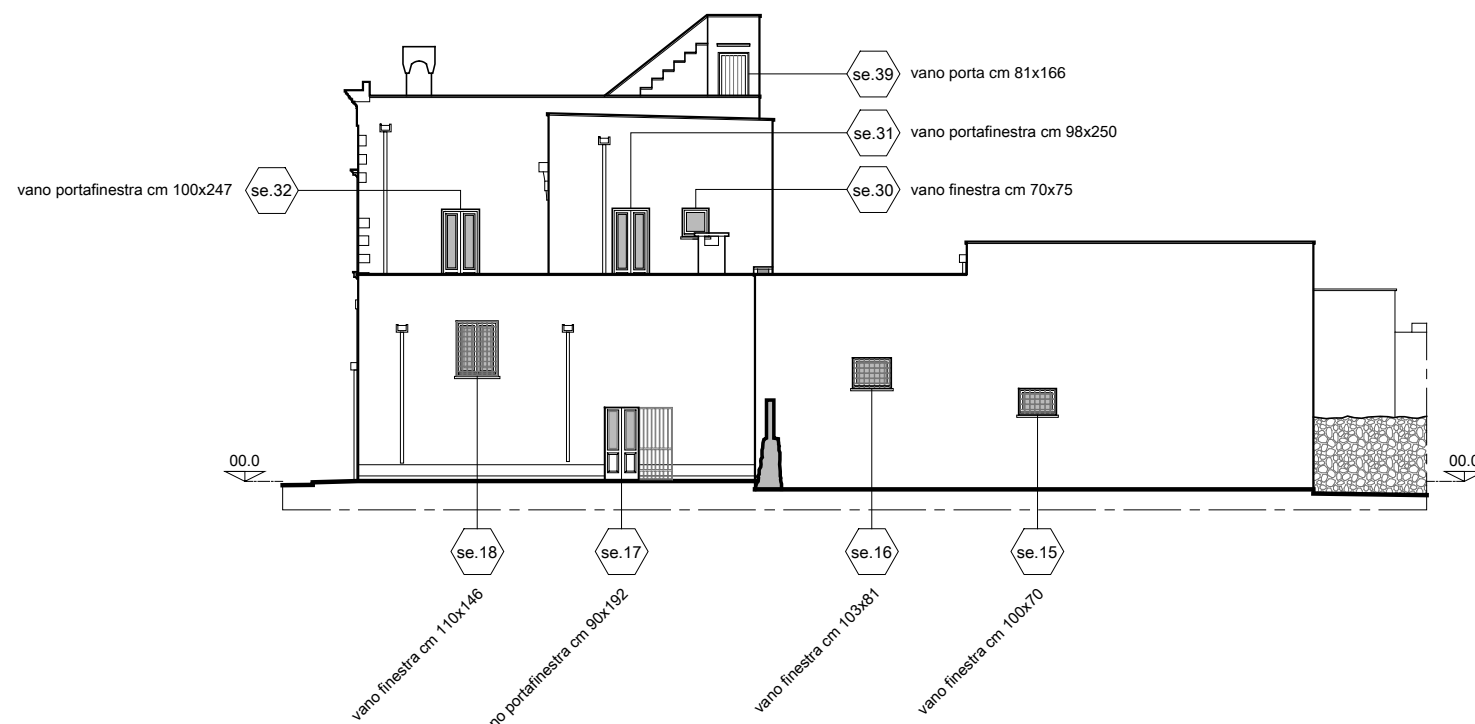 se.39 vano porta cm 81x166
se.31 vano portafinestra cm 98x250
vano portafinestra cm 100x247 se.32
se.30 vano finestra cm 70x75
00.0
00.0
se.18
vano finestra cm 110x146
se.17
portafinestra cm 90x192
se.16
vano finestra cm 103x81
se.15
vano finestra cm 100x70